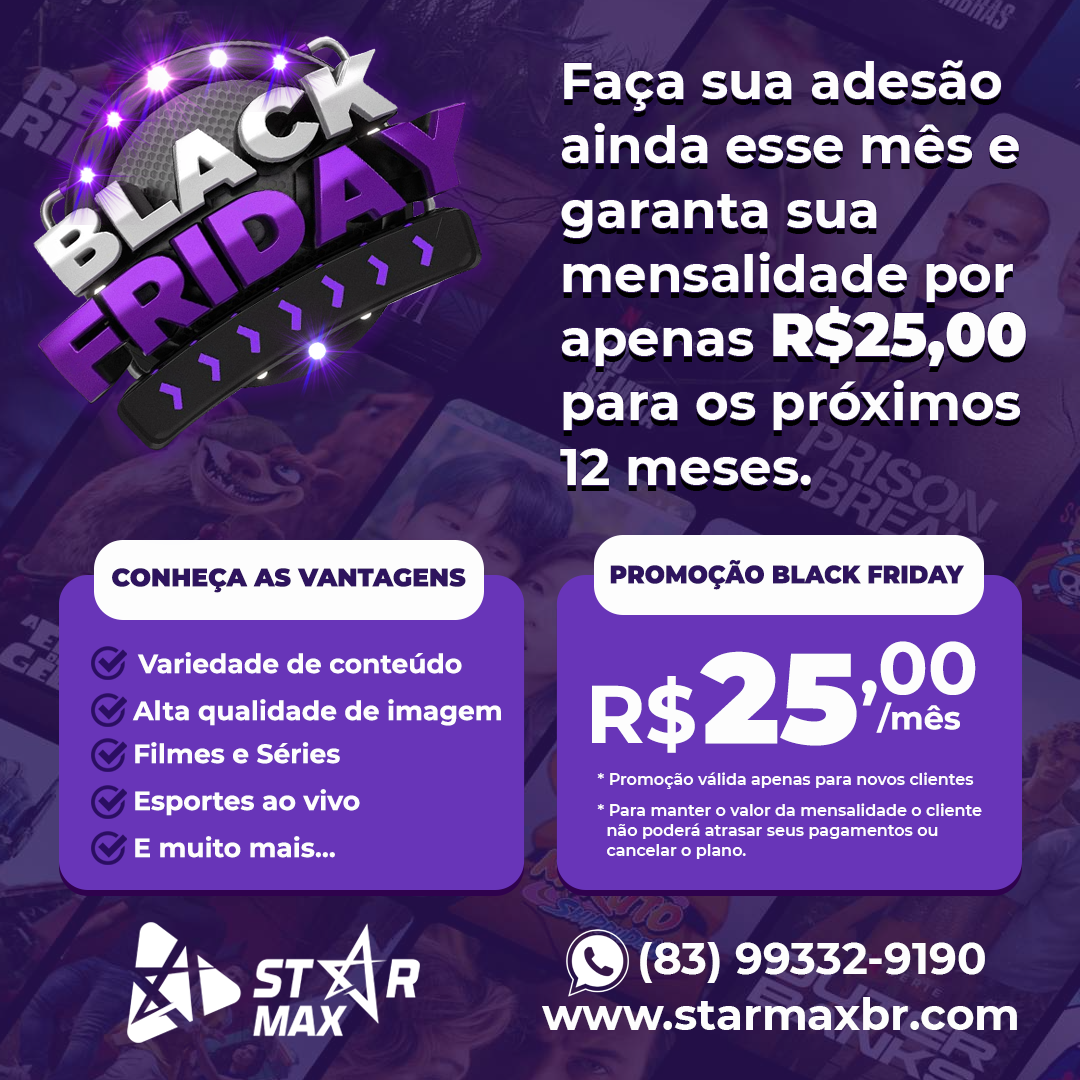 BLACK
FRIDAY
Faça sua adesão
ainda esse mês e
garanta sua
mensalidade por
apenas R$25,00
para os próximos
12 meses.
PRISON
BREAK
CONHEÇA AS VANTAGENS
Variedade de conteúdo
Alta qualidade de imagem
Filmes e Séries
Esportes ao vivo
E muito mais...
PROMOÇÃO BLACK FRIDAY
R$25,00
/mês
* Promoção válida apenas para novos clientes
* Para manter o valor da mensalidade o cliente
não poderá atrasar seus pagamentos ou
cancelar o plano.
NARUTO
STAR
MAX
(83) 99332-9190
www.starmaxbr.com